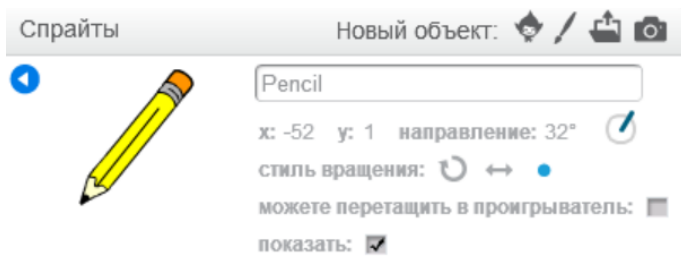 Спрайты Новый объект:
Pencil
x: -52 y: 1 направление: 32°
стиль вращения:
можете перетащить в проигрыватель:
показать: